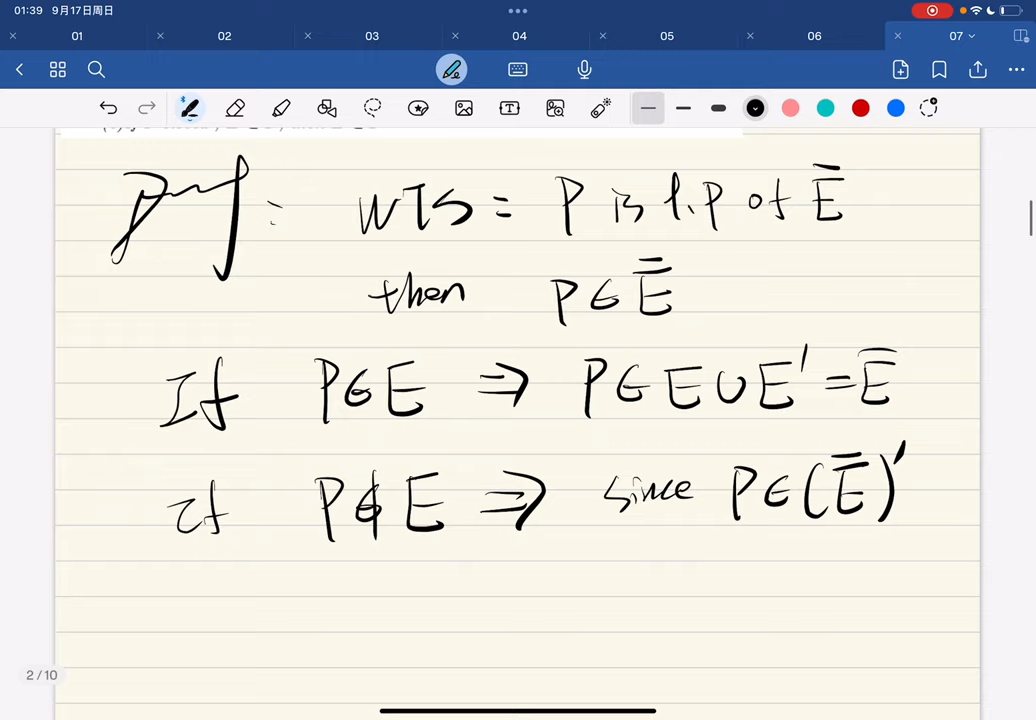 01:39 9月17日周日
01 02 03 04 05 06 07
Proof: WTS = P is l.P of E̅
then P ∈ E̿
If P ∈ E ⇒ P ∈ E ∪ E' = E̅
If P ∉ E ⇒ since P ∈ (E̅)'
2 / 10